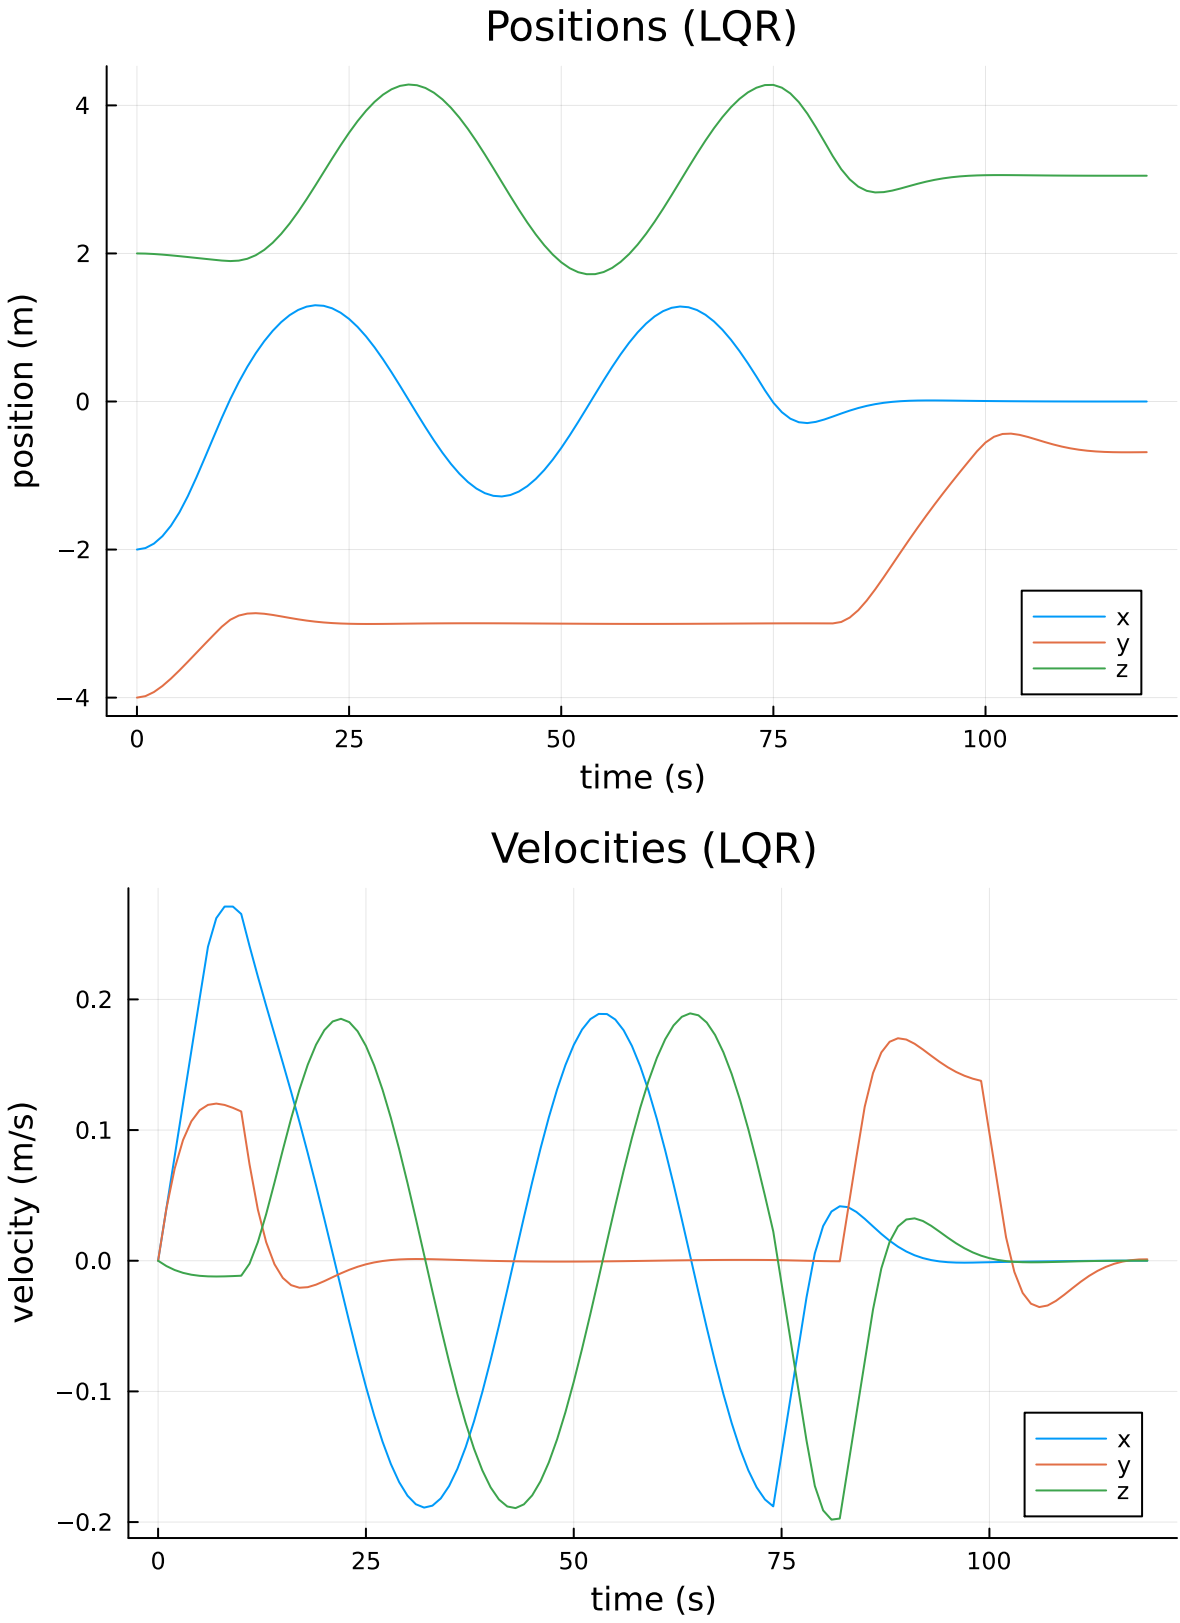 Positions (LQR)
position (m)
4
2
0
−2
−4
0 25 50 75 100
time (s)
x
y
z
Velocities (LQR)
velocity (m/s)
0.2
0.1
0.0
−0.1
−0.2
0 25 50 75 100
time (s)
x
y
z